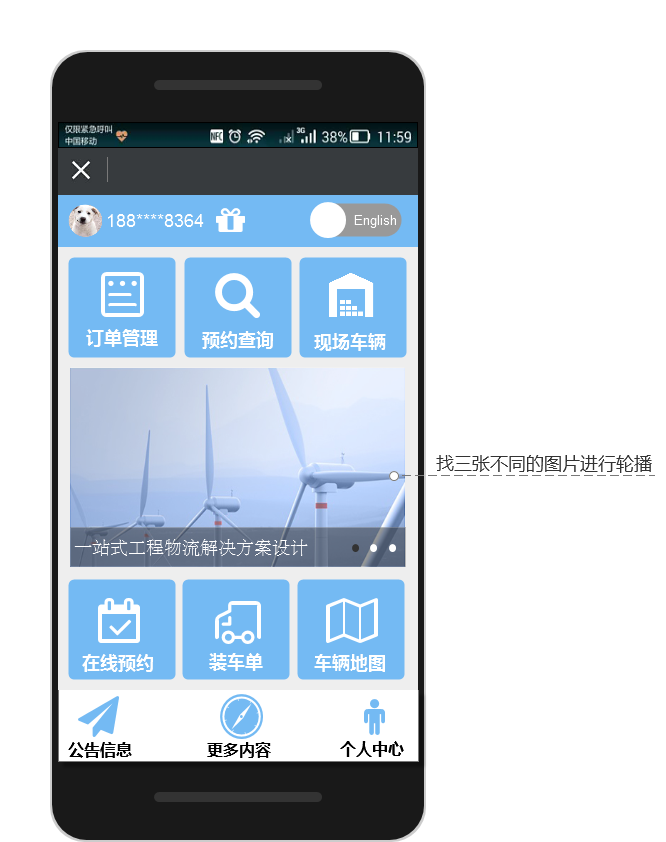 仅限紧急呼叫
中国移动
NFC
3G
38%
11:59
188****8364
English
订单管理
预约查询
现场车辆
找三张不同的图片进行轮播
一站式工程物流解决方案设计
在线预约
装车单
车辆地图
公告信息
更多内容
个人中心